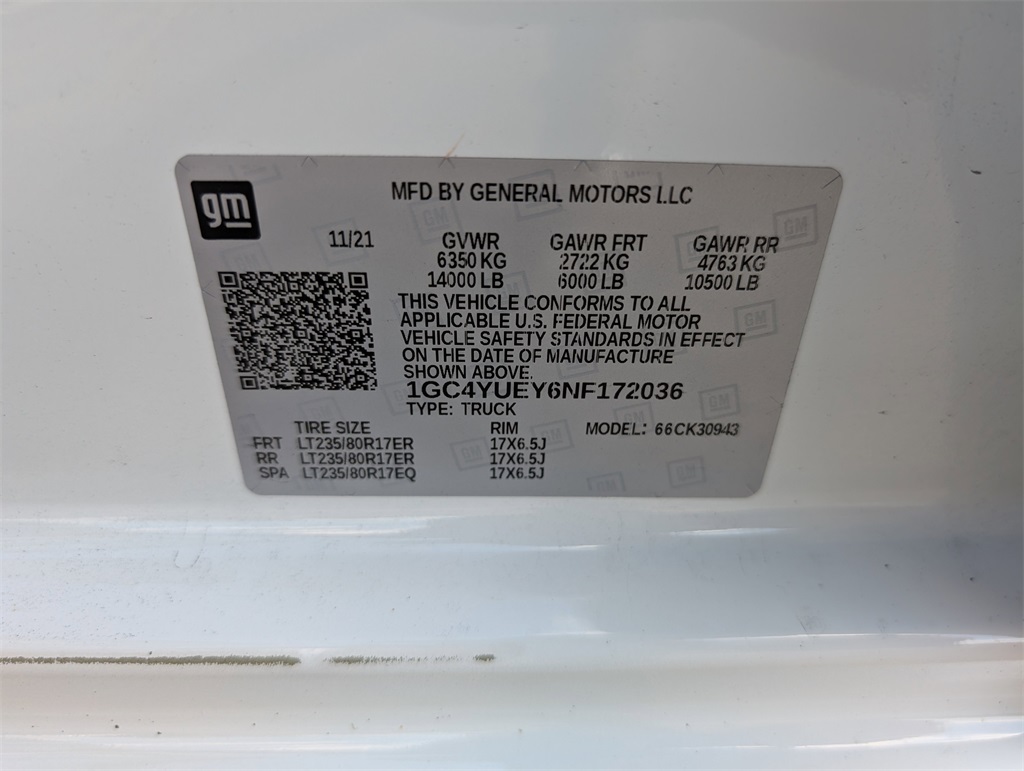 gm
MFD BY GENERAL MOTORS LLC
11/21 GVWR GAWR FRT GAWR RR
6350 KG 2722 KG 4763 KG
14000 LB 6000 LB 10500 LB
THIS VEHICLE CONFORMS TO ALL
APPLICABLE U.S. FEDERAL MOTOR
VEHICLE SAFETY STANDARDS IN EFFECT
ON THE DATE OF MANUFACTURE
SHOWN ABOVE.
1GC4YUEY6NF172036
TYPE: TRUCK
TIRE SIZE RIM MODEL: 66CK30943
FRT LT235/80R17ER 17X6.5J
RR LT235/80R17ER 17X6.5J
SPA LT235/80R17EQ 17X6.5J